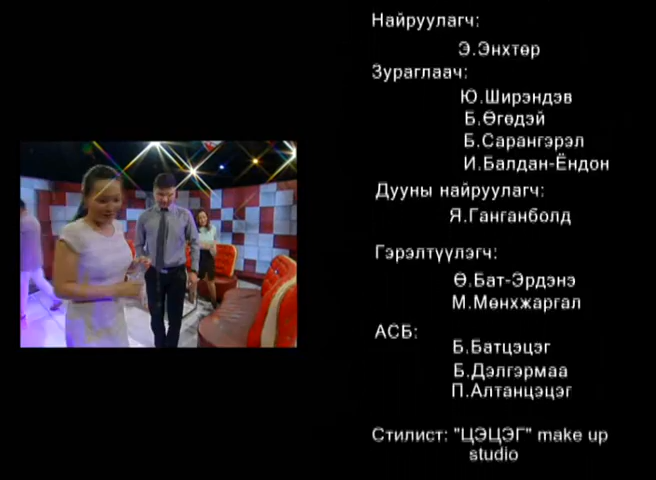 Найруулагч:
Э.Энхтөр
Зураглаач:
Ю.Ширэндэв
Б.Өгөдэй
Б.Сарангэрэл
И.Балдан-Ёндон
Дууны найруулагч:
Я.Ганганболд
Гэрэлтүүлэгч:
Ө.Бат-Эрдэнэ
М.Мөнхжаргал
АСБ:
Б.Батцэцэг
Б.Дэлгэрмаа
П.Алтанцэцэг
Стилист: "ЦЭЦЭГ" make up
studio